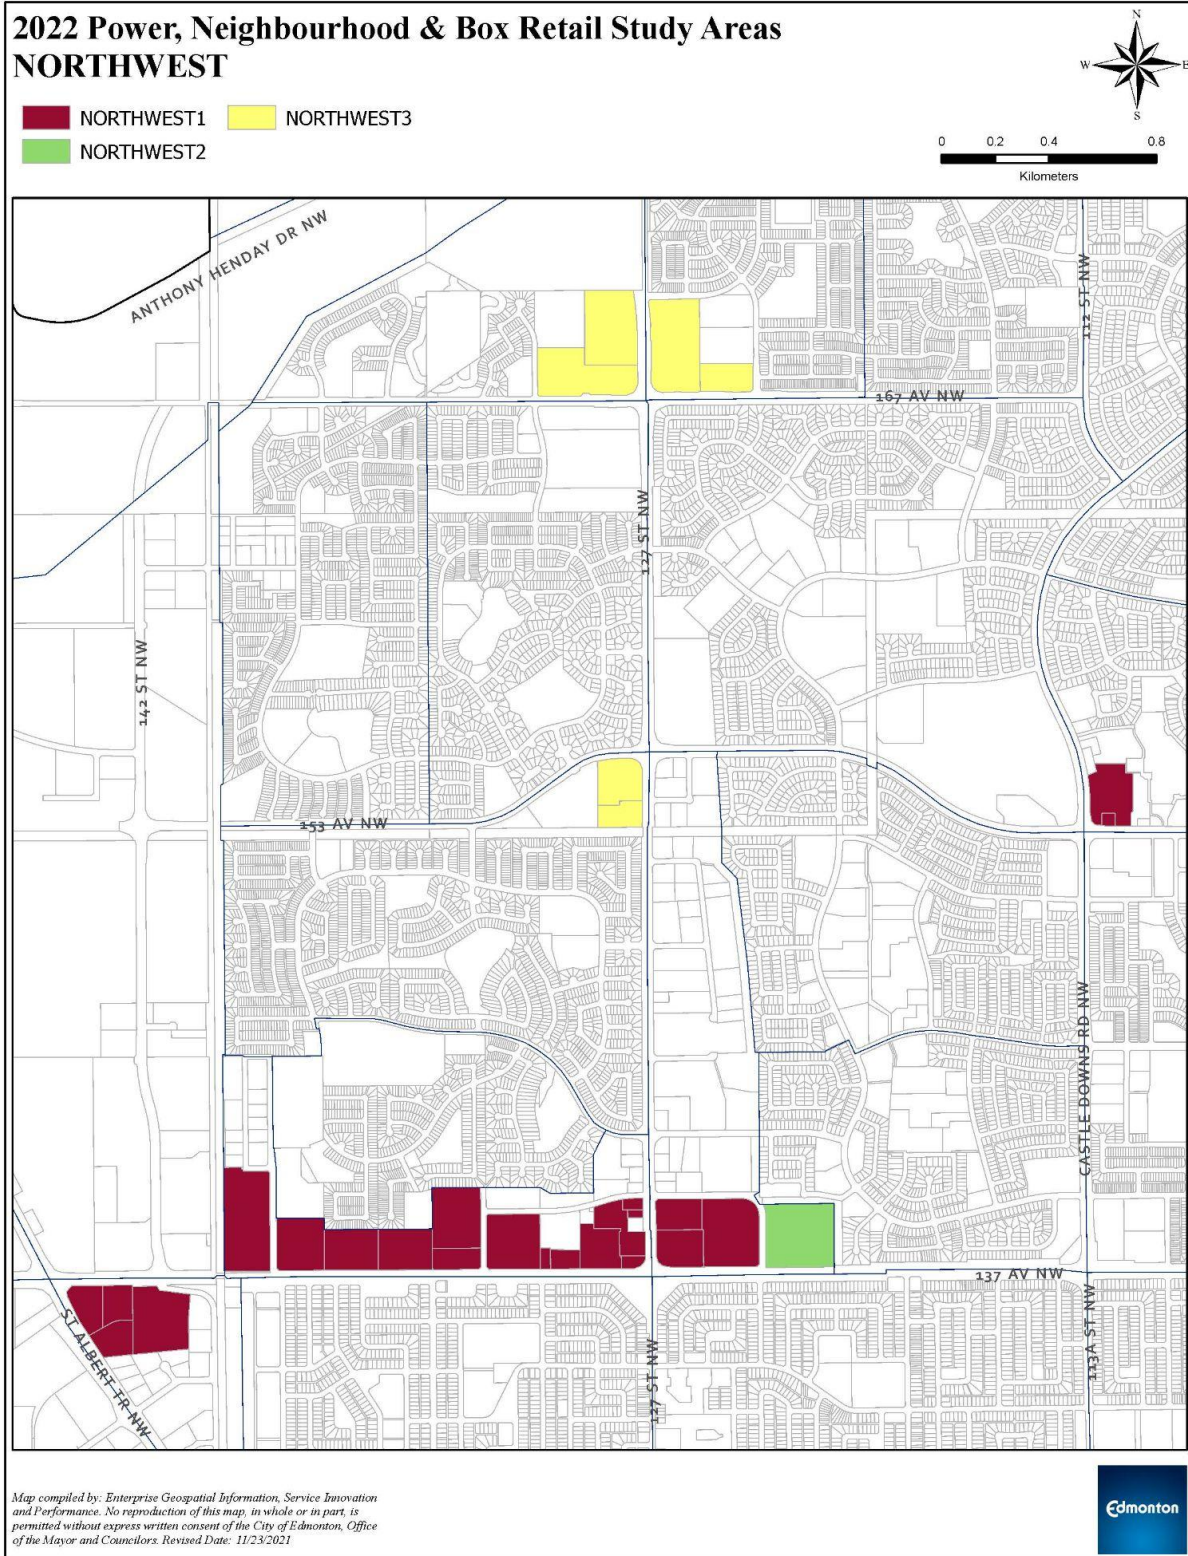 2022 Power, Neighbourhood & Box Retail Study Areas
NORTHWEST
N
W E
S
NORTHWEST1 NORTHWEST3
NORTHWEST2
0 0.2 0.4 0.8
Kilometers
ANTHONY HENDAY DR NW
112 ST NW
167 AV NW
127 ST NW
142 ST NW
153 AV NW
CASTLE DOWNS RD NW
137 AV NW
ST ALBERT TR NW
127 ST NW
113A ST NW
Map compiled by: Enterprise Geospatial Information, Service Innovation
and Performance. No reproduction of this map, in whole or in part, is
permitted without express written consent of the City of Edmonton, Office
of the Mayor and Councilors. Revised Date: 11/23/2021
Edmonton